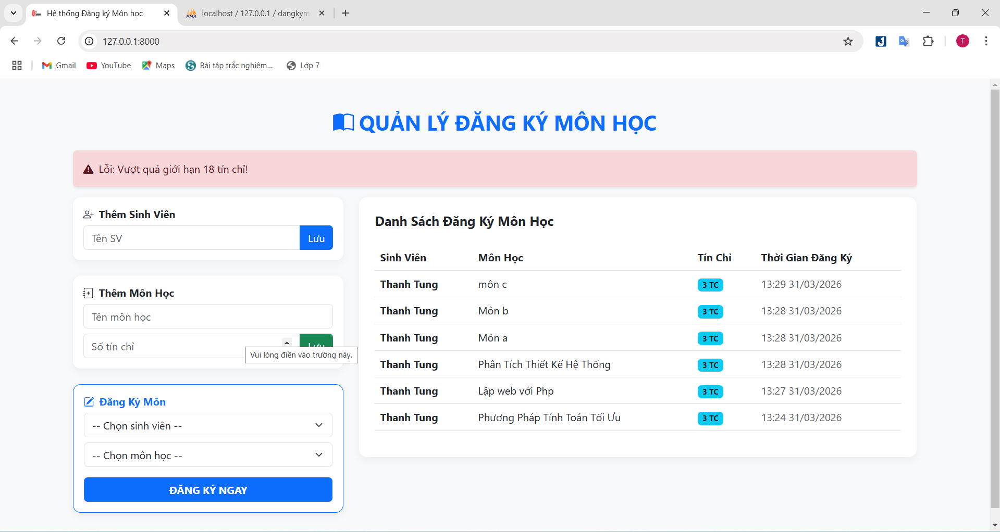 Hệ thống Đăng ký Môn học
PMA
localhost / 127.0.0.1 / dangkym
127.0.0.1:8000
T
Gmail
YouTube
Maps
Bài tập trắc nghiệm...
Lớp 7
QUẢN LÝ ĐĂNG KÝ MÔN HỌC
Lỗi: Vượt quá giới hạn 18 tín chỉ!
Thêm Sinh Viên
Tên SV
Lưu
Thêm Môn Học
Tên môn học
Số tín chỉ
Lưu
Vui lòng điền vào trường này.
Đăng Ký Môn
-- Chọn sinh viên --
-- Chọn môn học --
ĐĂNG KÝ NGAY
Danh Sách Đăng Ký Môn Học
Sinh Viên Môn Học Tín Chỉ Thời Gian Đăng Ký
Thanh Tung môn c 3 TC 13:29 31/03/2026
Thanh Tung Môn b 3 TC 13:28 31/03/2026
Thanh Tung Môn a 3 TC 13:28 31/03/2026
Thanh Tung Phân Tích Thiết Kế Hệ Thống 3 TC 13:28 31/03/2026
Thanh Tung Lập web với Php 3 TC 13:27 31/03/2026
Thanh Tung Phương Pháp Tính Toán Tối Ưu 3 TC 13:24 31/03/2026